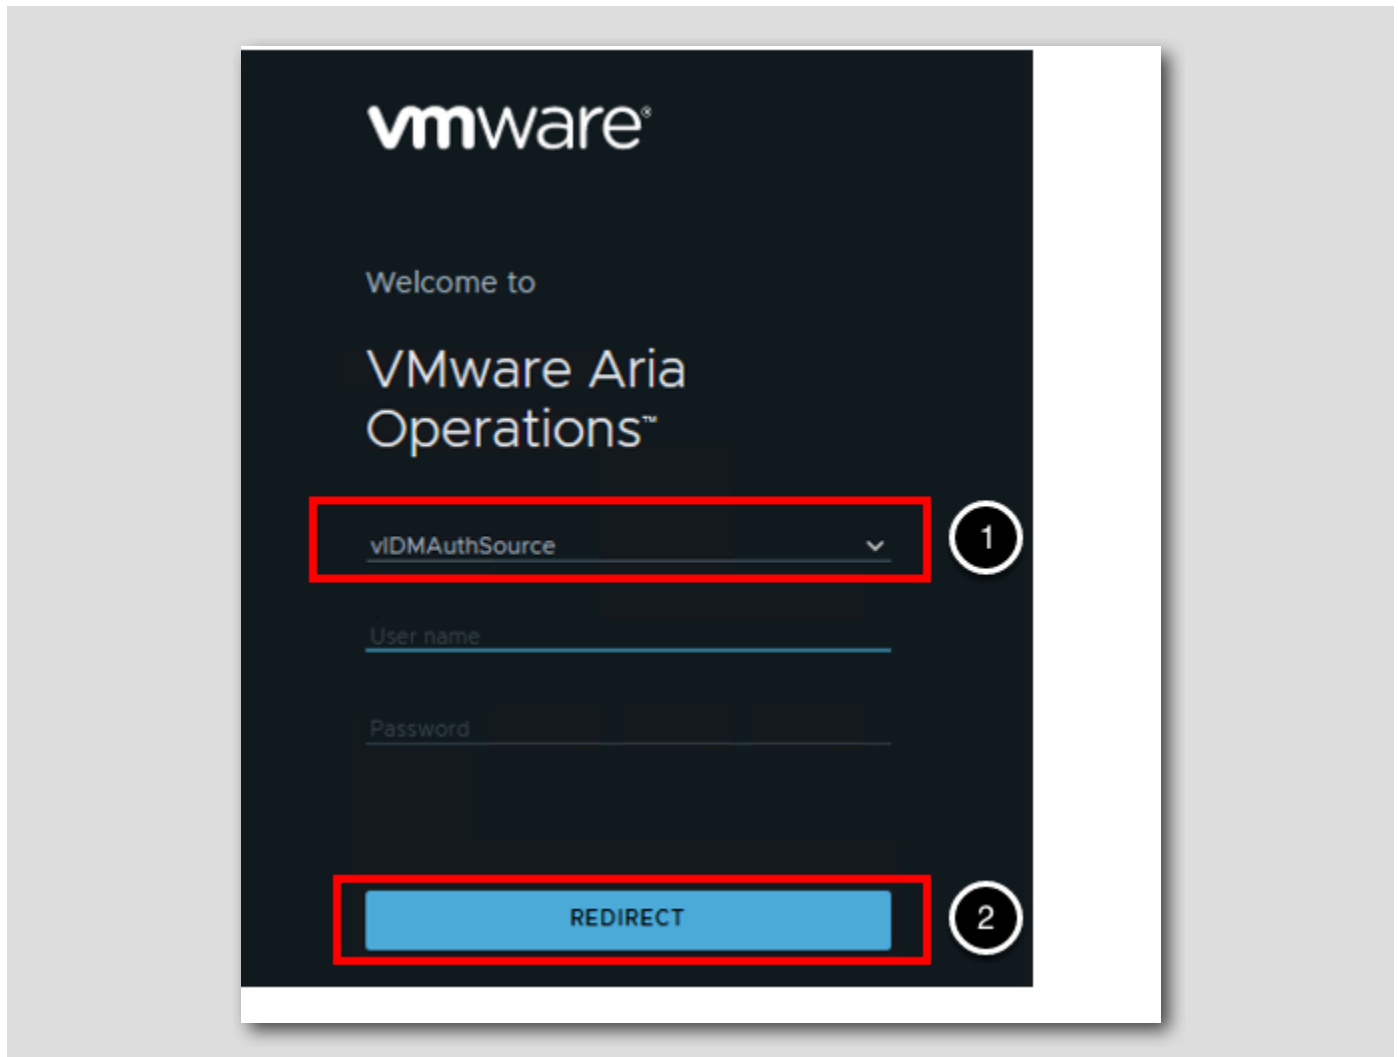 vmware®
Welcome to
VMware Aria
Operations™
vIDMAuthSource
1
User name
Password
REDIRECT
2